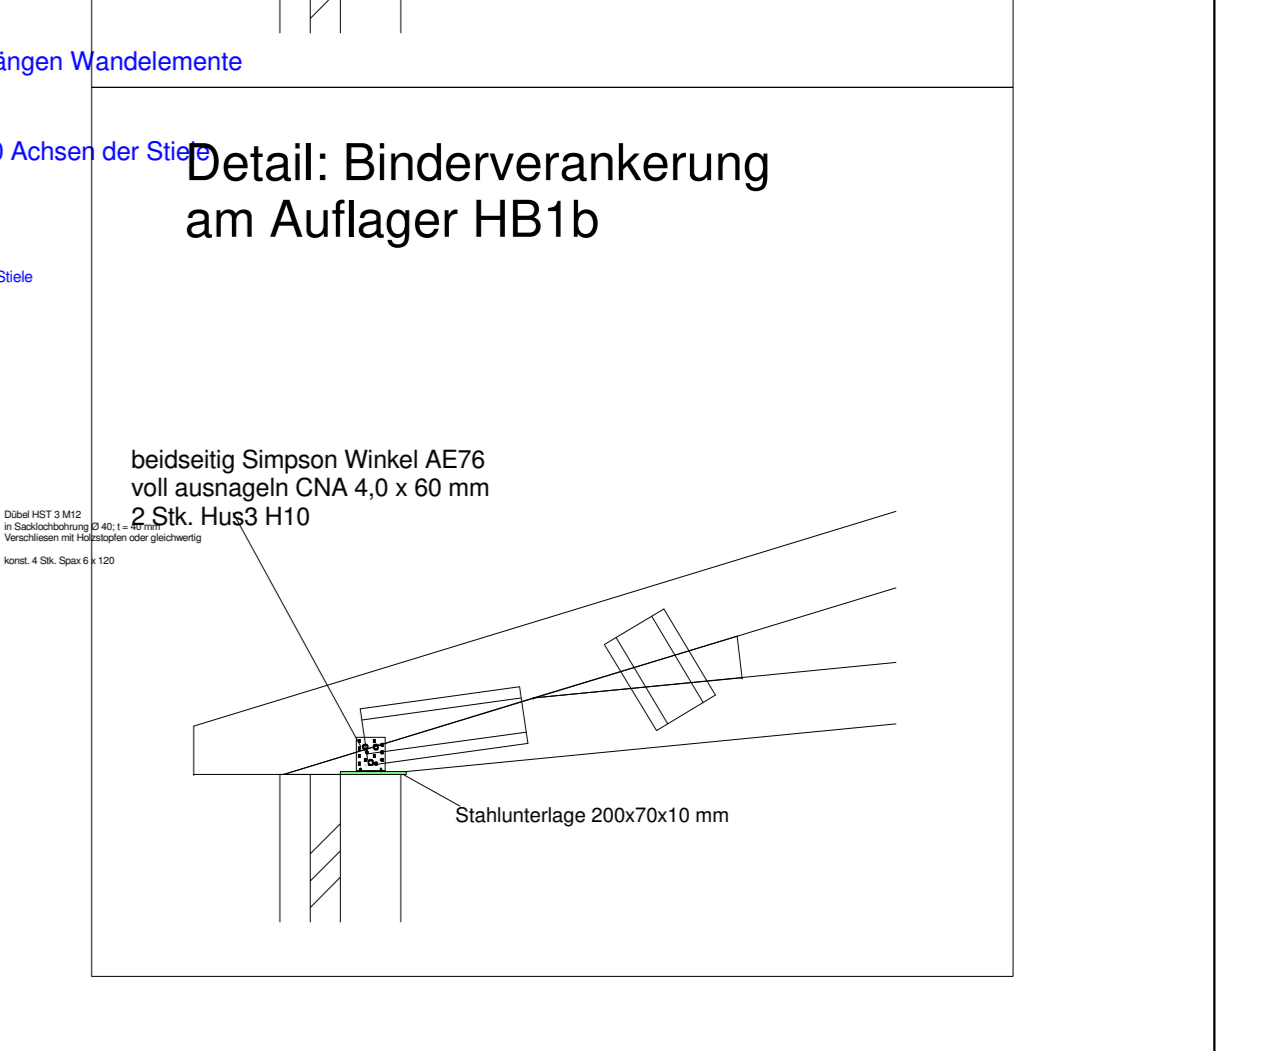 ängen Wandelemente
0 Achsen der Stiele
Detail: Binderverankerung
am Auflager HB1b
Stiele
beidseitig Simpson Winkel AE76
voll ausnageln CNA 4,0 x 60 mm
2 Stk. Hus3 H10
Dübel HST 3 M12
in Sacklochbohrung Ø 40; t = 40 mm
Verschliesen mit Holzstopfen oder gleichwertig
konst. 4 Stk. Spax 6 x 120
Stahlunterlage 200x70x10 mm